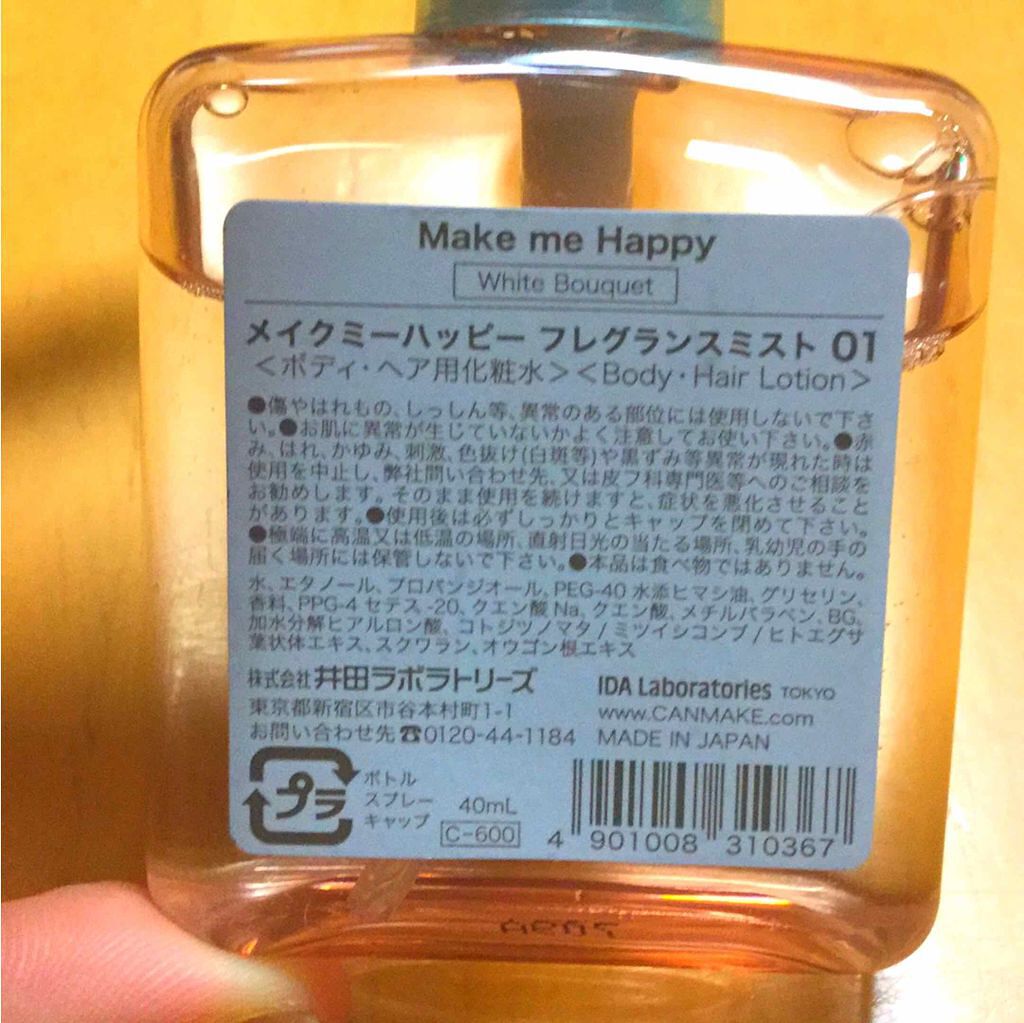 Make me Happy
White Bouquet
メイクミーハッピー フレグランスミスト 01
＜ボディ・ヘア用化粧水＞＜Body・Hair Lotion＞
●傷やはれもの、しっしん等、異常のある部位には使用しないで下さ
い。●お肌に異常が生じていないかよく注意してお使い下さい。●赤
み、はれ、かゆみ、刺激、色抜け(白斑等)や黒ずみ等異常が現れた時は
使用を中止し、弊社問い合わせ先、又は皮フ科専門医等へのご相談を
お勧めします。そのまま使用を続けますと、症状を悪化させること
があります。●使用後は必ずしっかりとキャップを閉めて下さい。
●極端に高温又は低温の場所、直射日光の当たる場所、乳幼児の手の
届く場所には保管しないで下さい。●本品は食べ物ではありません。
水、エタノール、プロパンジオール、PEG-40 水添ヒマシ油、グリセリン、
香料、PPG-4 セテス -20、クエン酸 Na、クエン酸、メチルパラベン、BG、
加水分解ヒアルロン酸、コトジツノマタ / ミツイシコンブ / ヒトエグサ
葉状体エキス、スクワラン、オウゴン根エキス
株式会社 井田ラボラトリーズ
東京都新宿区市谷本村町1-1
お問い合わせ先☎0120-44-1184
IDA Laboratories TOKYO
www.CANMAKE.com
MADE IN JAPAN
プラ
ボトル
スプレー
キャップ
40mL
C-600
4 901008 310367